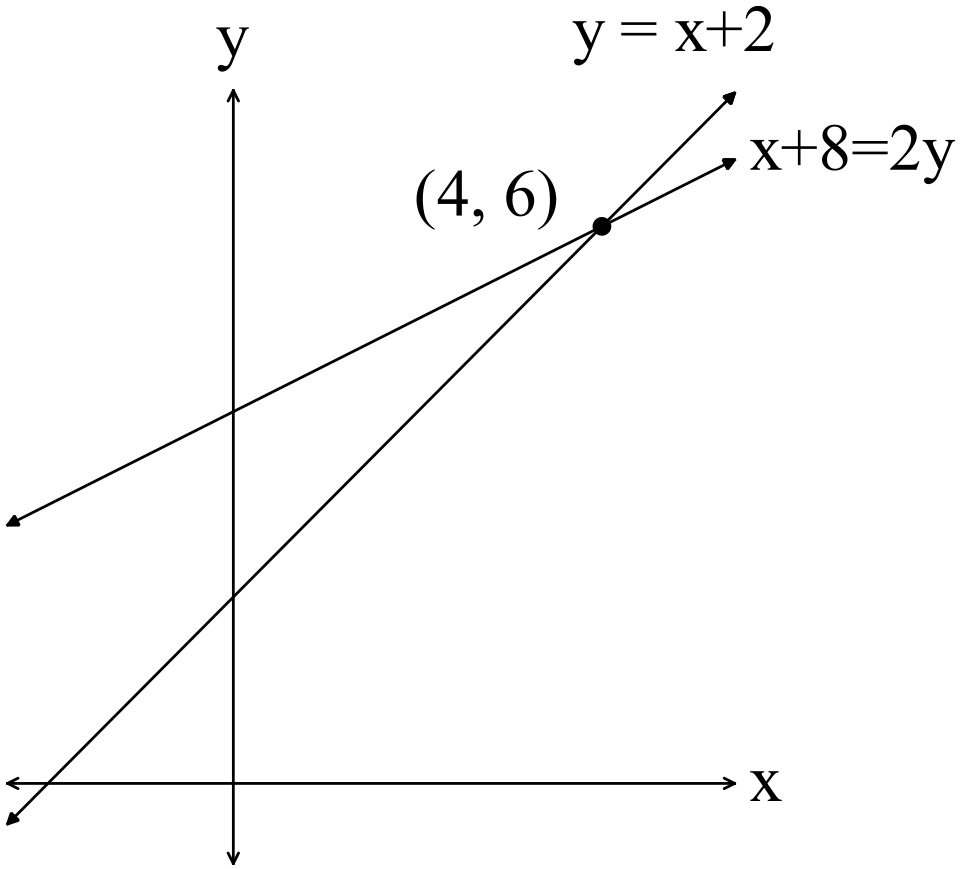 y
y = x+2
x+8=2y
(4, 6)
x